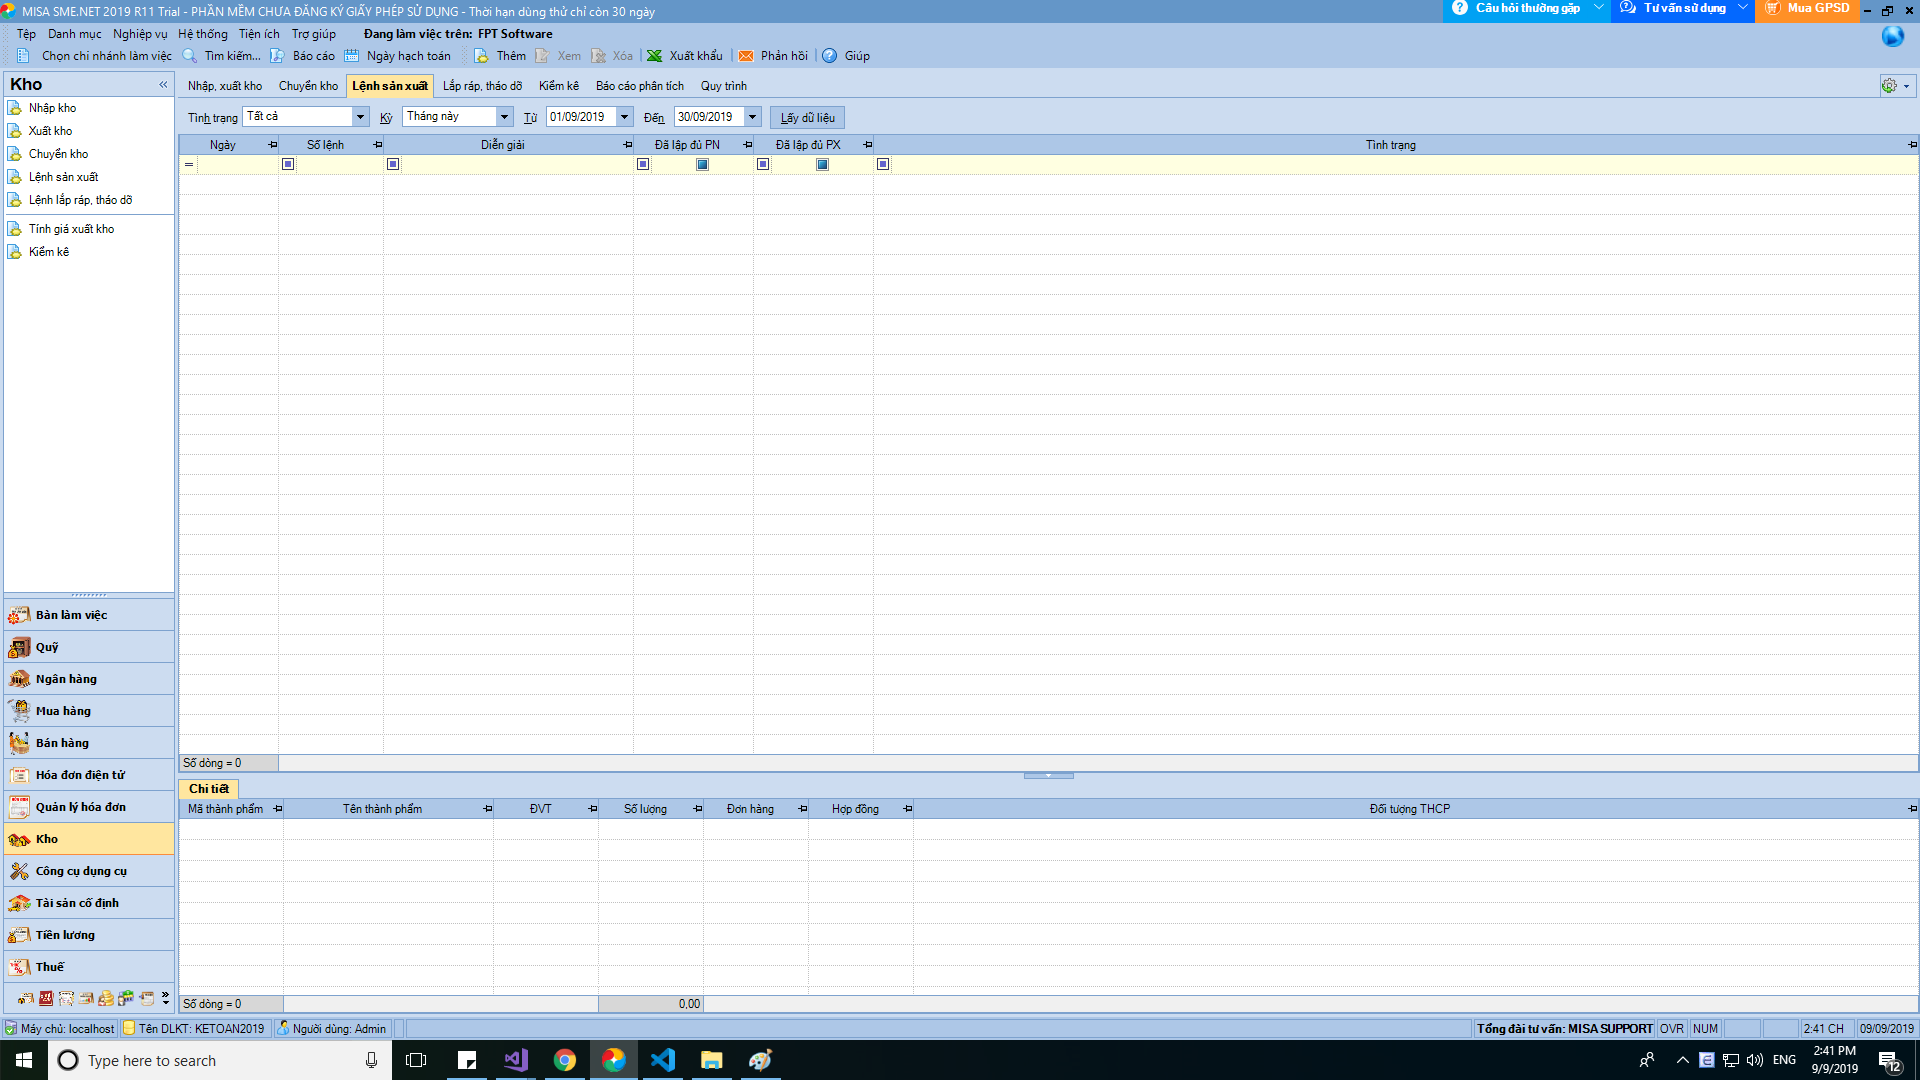 MISA SME.NET 2019 R11 Trial - PHẦN MỀM CHƯA ĐĂNG KÝ GIẤY PHÉP SỬ DỤNG - Thời hạn dùng thử chỉ còn 30 ngày
Câu hỏi thường gặp
Tư vấn sử dụng
Mua GPSD
Tệp Danh mục Nghiệp vụ Hệ thống Tiện ích Trợ giúp Đang làm việc trên: FPT Software
Chọn chi nhánh làm việc Tìm kiếm... Báo cáo Ngày hạch toán Thêm Xem Xóa Xuất khẩu Phản hồi Giúp
Kho
Nhập kho
Xuất kho
Chuyển kho
Lệnh sản xuất
Lệnh lắp ráp, tháo dỡ
Tính giá xuất kho
Kiểm kê
Nhập, xuất kho Chuyển kho Lệnh sản xuất Lắp ráp, tháo dỡ Kiểm kê Báo cáo phân tích Quy trình
Tình trạng Tất cả Kỳ Tháng này Từ 01/09/2019 Đến 30/09/2019 Lấy dữ liệu
Ngày Số lệnh Diễn giải Đã lập đủ PN Đã lập đủ PX Tình trạng
=
Số dòng = 0
Chi tiết
Mã thành phẩm Tên thành phẩm ĐVT Số lượng Đơn hàng Hợp đồng Đối tượng THCP
Số dòng = 0 0,00
Bàn làm việc
Quỹ
Ngân hàng
Mua hàng
Bán hàng
Hóa đơn điện tử
Quản lý hóa đơn
Kho
Công cụ dụng cụ
Tài sản cố định
Tiền lương
Thuế
Máy chủ: localhost Tên DLKT: KETOAN2019 Người dùng: Admin
Tổng đài tư vấn: MISA SUPPORT OVR NUM 2:41 CH 09/09/2019
Type here to search
ENG
2:41 PM
9/9/2019
12